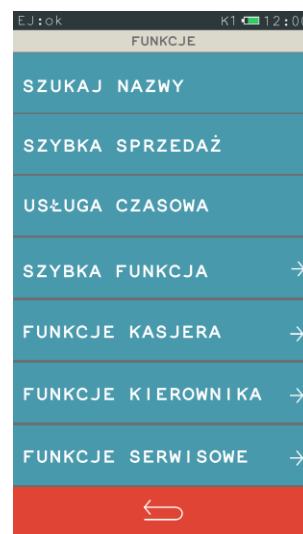 EJ:ok K1 12:00
FUNKCJE
SZUKAJ NAZWY
SZYBKA SPRZEDAŻ
USŁUGA CZASOWA
SZYBKA FUNKCJA
FUNKCJE KASJERA
FUNKCJE KIEROWNIKA
FUNKCJE SERWISOWE